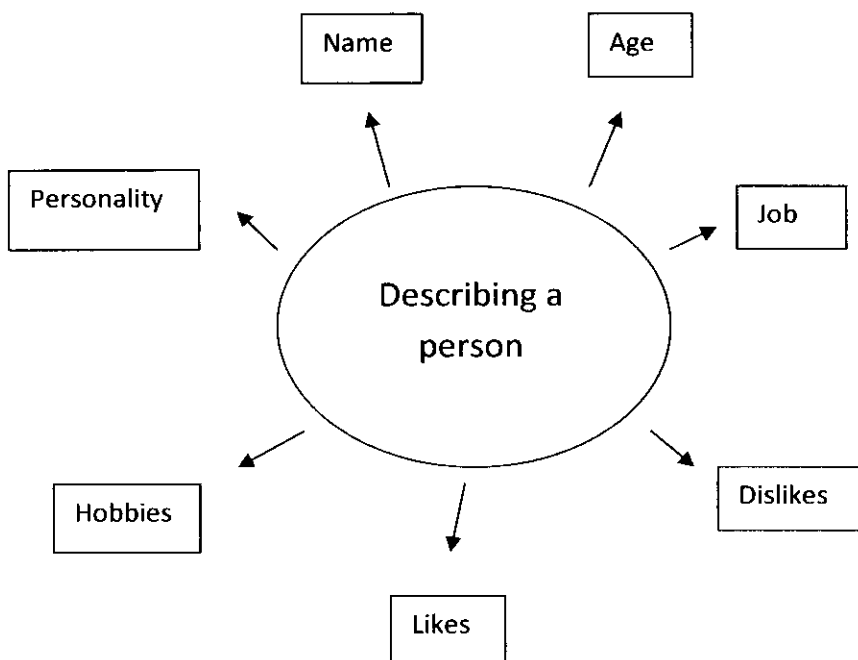 Name
Age
Personality
Job
Describing a
person
Hobbies
Dislikes
Likes